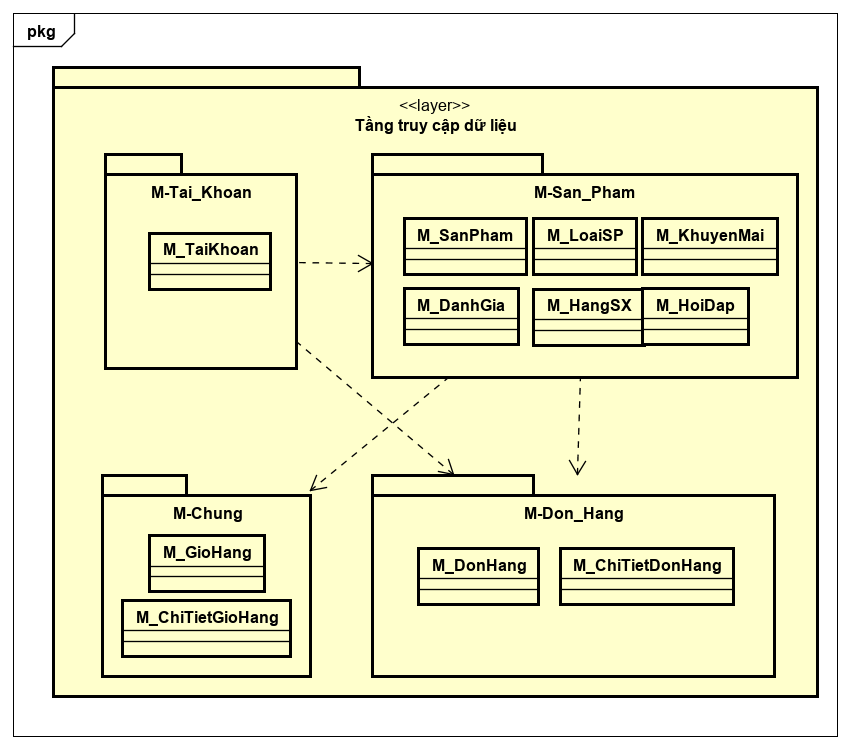 pkg
<<layer>>
Tầng truy cập dữ liệu
M-Tai_Khoan
M_TaiKhoan
M-San_Pham
M_SanPham
M_LoaiSP
M_KhuyenMai
M_DanhGia
M_HangSX
M_HoiDap
M-Chung
M_GioHang
M_ChiTietGioHang
M-Don_Hang
M_DonHang
M_ChiTietDonHang